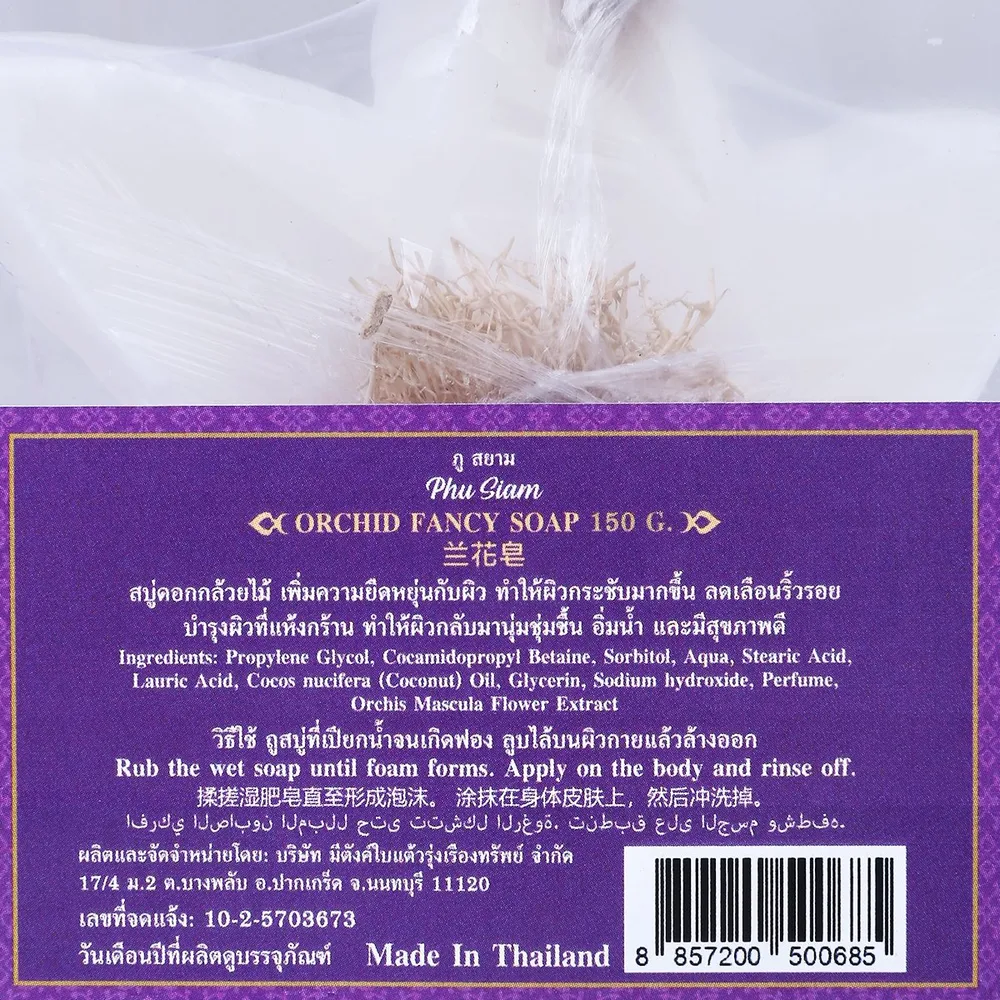 ภู สยาม
Phu Siam
ORCHID FANCY SOAP 150 G.
兰花皂
สบู่ดอกกล้วยไม้ เพิ่มความยืดหยุ่นกับผิว ทำให้ผิวกระชับมากขึ้น ลดเลือนริ้วรอย
บำรุงผิวที่แห้งกร้าน ทำให้ผิวกลับมานุ่มชุ่มชื้น อิ่มน้ำ และมีสุขภาพดี
Ingredients: Propylene Glycol, Cocamidopropyl Betaine, Sorbitol, Aqua, Stearic Acid,
Lauric Acid, Cocos nucifera (Coconut) Oil, Glycerin, Sodium hydroxide, Perfume,
Orchis Mascula Flower Extract
วิธีใช้ ถูสบู่ที่เปียกน้ำจนเกิดฟอง ลูบไล้บนผิวกายแล้วล้างออก
Rub the wet soap until foam forms. Apply on the body and rinse off.
揉搓湿肥皂直至形成泡沫。 涂抹在身体皮肤上，然后冲洗掉。
افركي الصابون المبلل حتى تتشكل الرغوة. تنطبق على الجسم وشطفه.
ผลิตและจัดจำหน่ายโดย: บริษัท มีตังค์ใบแต้วรุ่งเรืองทรัพย์ จำกัด
17/4 ม.2 ต.บางพลับ อ.ปากเกร็ด จ.นนทบุรี 11120
เลขที่จดแจ้ง: 10-2-5703673
วันเดือนปีที่ผลิตดูบรรจุภัณฑ์ Made In Thailand
8 857200 500685